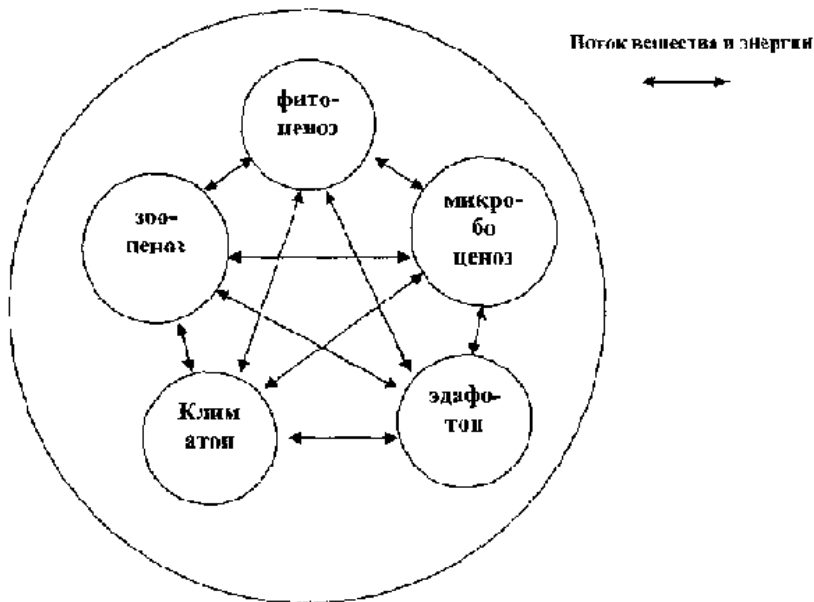 Поток вещества и энергии
фито-
ценоз
зоо-
ценоз
микро-
бо
ценоз
Клим
атоп
эдафо-
топ